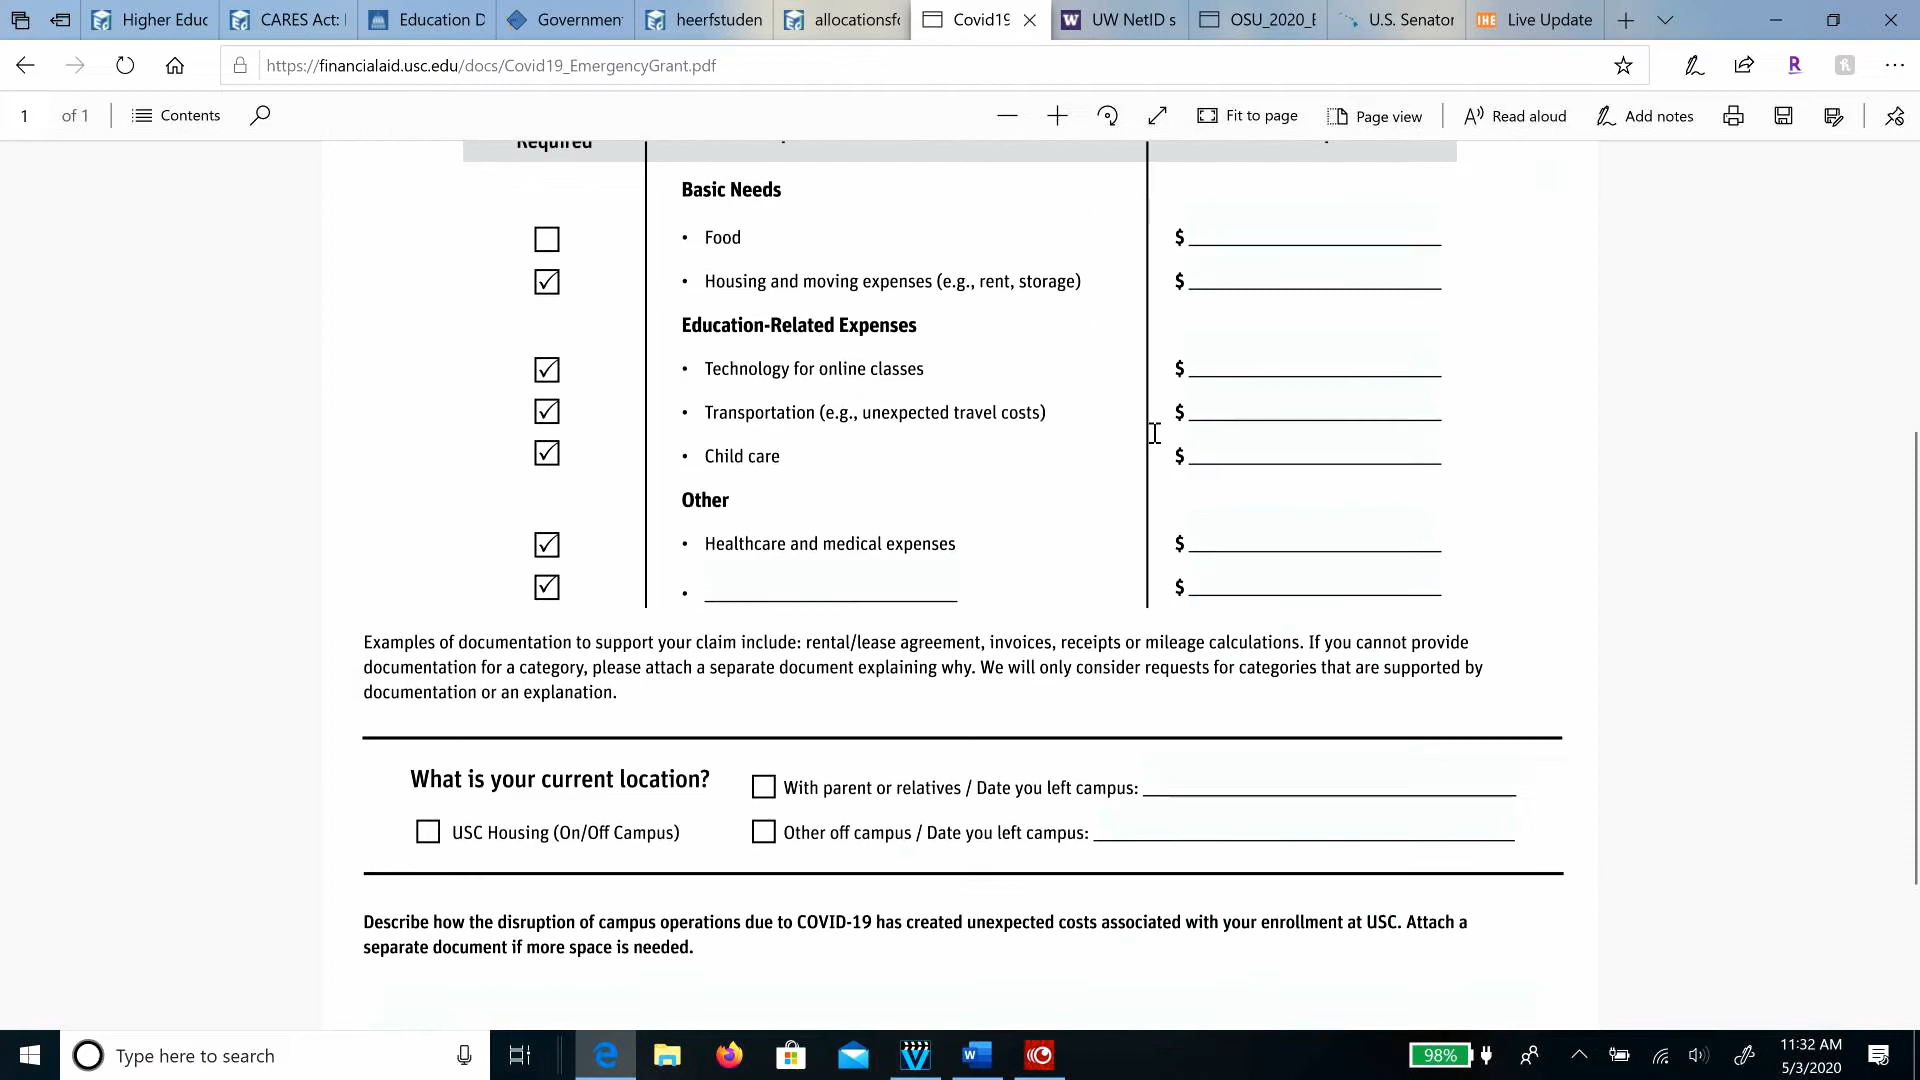 Higher Educ
CARES Act:
Education D
Governmen
heerfstuden
allocationsfo
Covid19
UW NetID s
OSU_2020_E
U.S. Senator
IHE Live Update
https://financialaid.usc.edu/docs/Covid19_EmergencyGrant.pdf
1 of 1
Contents
Fit to page
Page view
Read aloud
Add notes
Required
Basic Needs
• Food $
• Housing and moving expenses (e.g., rent, storage) $
Education-Related Expenses
• Technology for online classes $
• Transportation (e.g., unexpected travel costs) $
• Child care $
Other
• Healthcare and medical expenses $
• $
Examples of documentation to support your claim include: rental/lease agreement, invoices, receipts or mileage calculations. If you cannot provide
documentation for a category, please attach a separate document explaining why. We will only consider requests for categories that are supported by
documentation or an explanation.
What is your current location?
With parent or relatives / Date you left campus:
USC Housing (On/Off Campus)
Other off campus / Date you left campus:
Describe how the disruption of campus operations due to COVID-19 has created unexpected costs associated with your enrollment at USC. Attach a
separate document if more space is needed.
Type here to search
98%
11:32 AM
5/3/2020